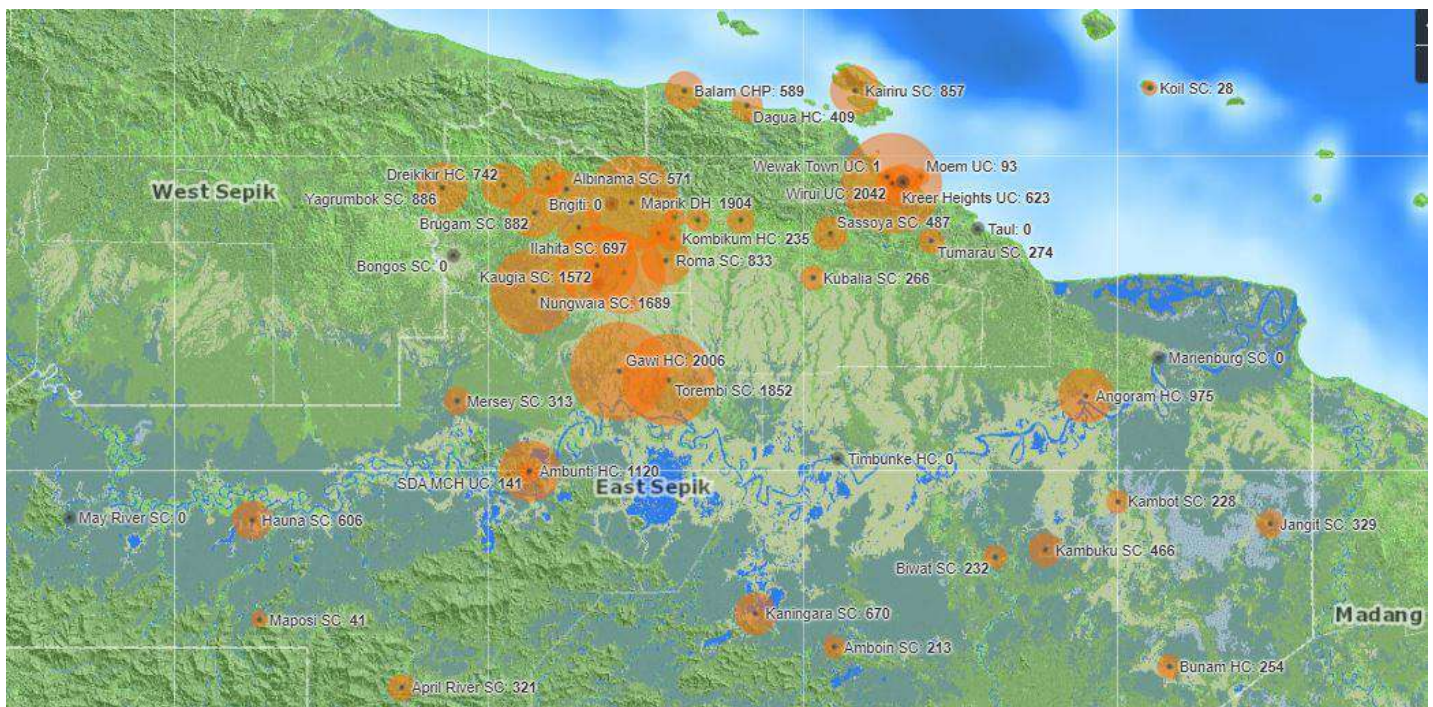 Balam CHP: 589
Kairiru SC: 857
Koil SC: 28
Dagua HC: 409
Wewak Town UC: 1
Moem UC: 93
Dreikikir HC: 742
Albinama SC: 571
West Sepik
Yagrumbok SC: 886
Brigiti: 0
Maprik DH: 1904
Wirui UC: 2042
Kreer Heights UC: 623
Brugam SC: 882
Sassoya SC: 487
Taul: 0
Kombikum HC: 235
Ilahita SC: 697
Tumarau SC: 274
Bongos SC: 0
Roma SC: 833
Kaugia SC: 1572
Kubalia SC: 266
Nungwaia SC: 1689
Gawi HC: 2006
Marienburg SC: 0
Torembi SC: 1852
Angoram HC: 975
Mersey SC: 313
Timbunke HC: 0
Ambunti HC: 1120
SDA MCH UC: 141
East Sepik
Kambot SC: 228
May River SC: 0
Hauna SC: 606
Jangit SC: 329
Kambuku SC: 466
Biwat SC: 232
Kaningara SC: 670
Madang
Maposi SC: 41
Amboin SC: 213
Bunam HC: 254
April River SC: 321